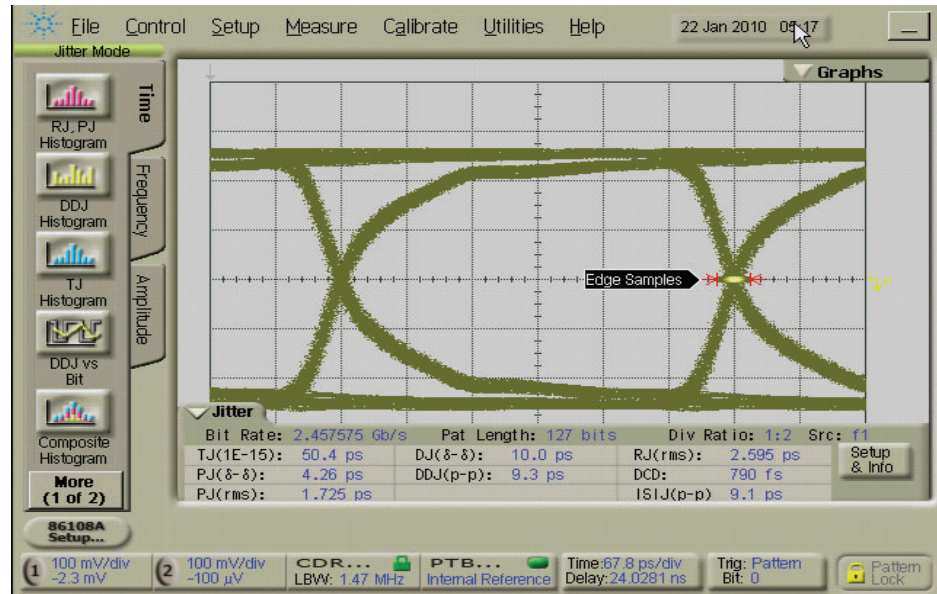 File Control Setup Measure Calibrate Utilities Help 22 Jan 2010
Jitter Mode
Graphs
RJ, PJ
Histogram
DDJ
Histogram
TJ
Histogram
DDJ vs
Bit
Composite
Histogram
More
(1 of 2)
86108A
Setup...
Time
Frequency
Amplitude
Edge Samples
Jitter
Bit Rate: 2.457575 Gb/s Pat Length: 127 bits Div Ratio: 1:2 Src: f1
TJ(1E-15): 50.4 ps DJ(δ-δ): 10.0 ps RJ(rms): 2.595 ps
PJ(δ-δ): 4.26 ps DDJ(p-p): 9.3 ps DCD: 790 fs
PJ(rms): 1.725 ps ISIJ(p-p) 9.1 ps
Setup
& Info
1 100 mV/div
-2.3 mV
2 100 mV/div
-100 µV
CDR...
LBW: 1.47 MHz
PTB...
Internal Reference
Time:67.8 ps/div
Delay:24.0281 ns
Trig: Pattern
Bit: 0
Pattern
Lock